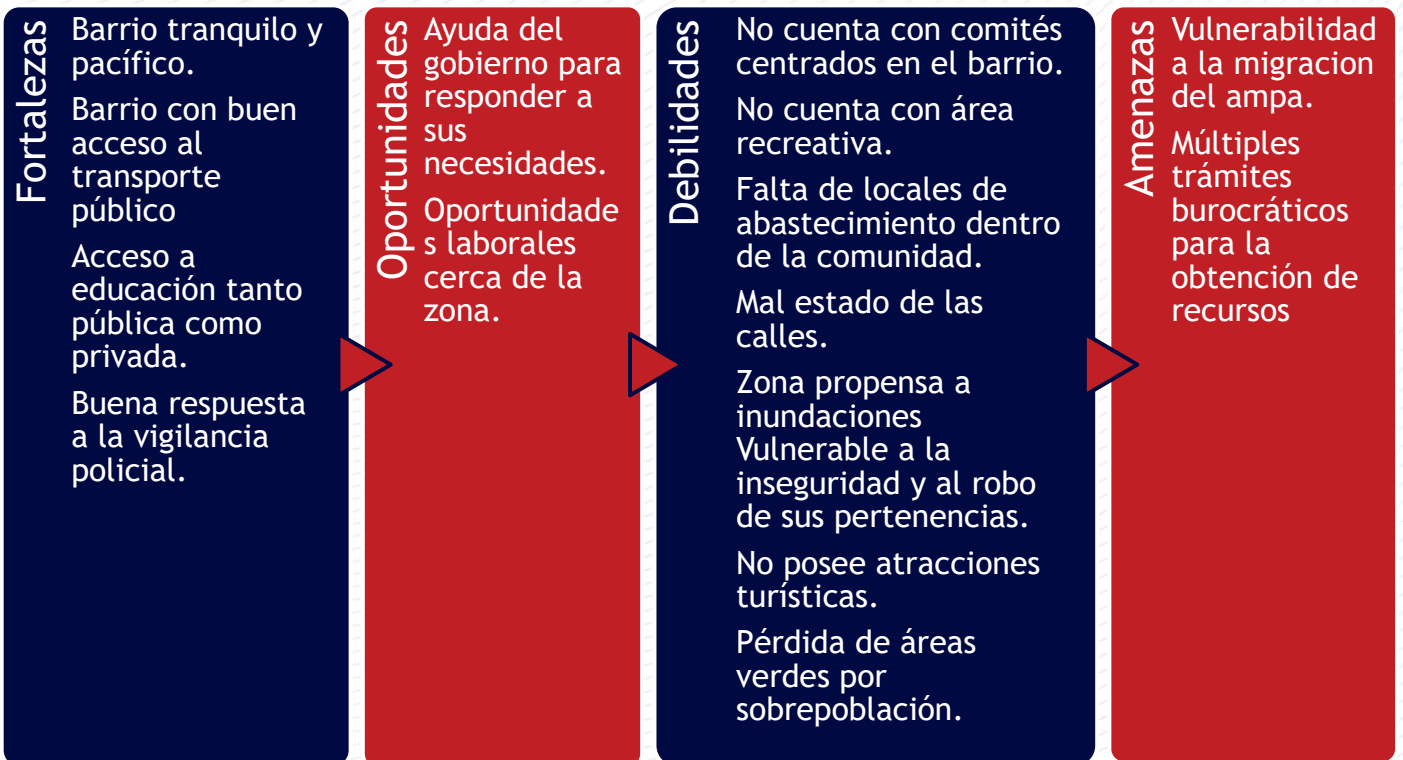 Fortalezas
Barrio tranquilo y
pacífico.
Barrio con buen
acceso al
transporte
público
Acceso a
educación tanto
pública como
privada.
Buena respuesta
a la vigilancia
policial.
Oportunidades
Ayuda del
gobierno para
responder a
sus
necesidades.
Oportunidade
s laborales
cerca de la
zona.
Debilidades
No cuenta con comités
centrados en el barrio.
No cuenta con área
recreativa.
Falta de locales de
abastecimiento dentro
de la comunidad.
Mal estado de las
calles.
Zona propensa a
inundaciones
Vulnerable a la
inseguridad y al robo
de sus pertenencias.
No posee atracciones
turísticas.
Pérdida de áreas
verdes por
sobrepoblación.
Amenazas
Vulnerabilidad
a la migracion
del ampa.
Múltiples
trámites
burocráticos
para la
obtención de
recursos